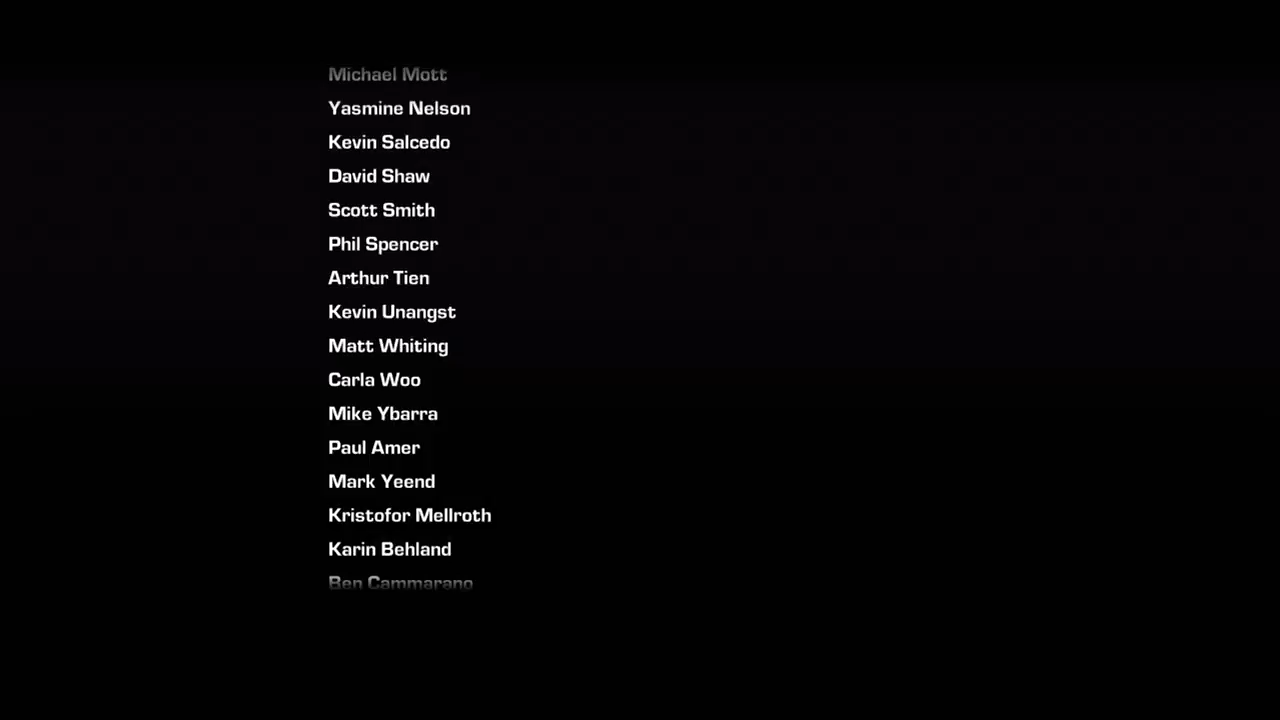 Michael Mott
Yasmine Nelson
Kevin Salcedo
David Shaw
Scott Smith
Phil Spencer
Arthur Tien
Kevin Unangst
Matt Whiting
Carla Woo
Mike Ybarra
Paul Amer
Mark Yeend
Kristofor Mellroth
Karin Behland
Ben Cammarano